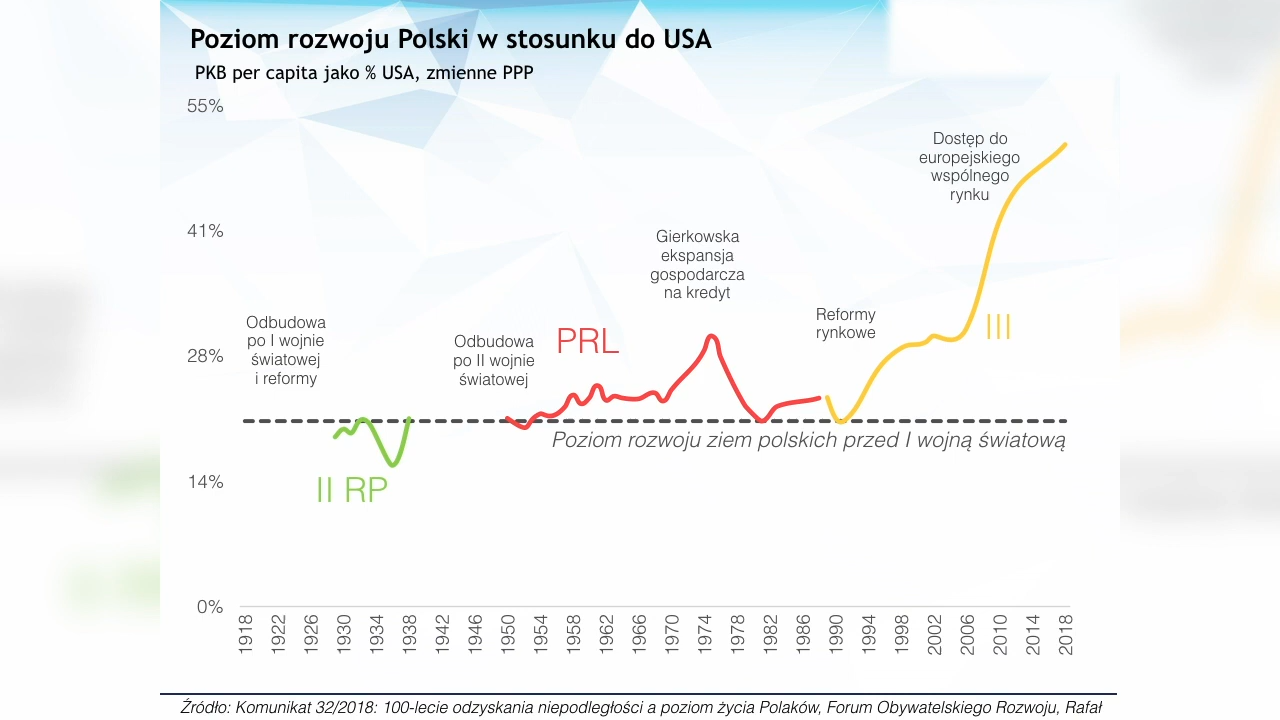 Poziom rozwoju Polski w stosunku do USA
PKB per capita jako % USA, zmienne PPP
55%
41%
28%
14%
0%
Odbudowa
po I wojnie
światowej
i reformy
II RP
Odbudowa
po II wojnie
światowej
PRL
Gierkowska
ekspansja
gospodarcza
na kredyt
Reformy
rynkowe
Dostęp do
europejskiego
wspólnego
rynku
III
Poziom rozwoju ziem polskich przed I wojną światową
1918
1922
1926
1930
1934
1938
1942
1946
1950
1954
1958
1962
1966
1970
1974
1978
1982
1986
1990
1994
1998
2002
2006
2010
2014
2018
Źródło: Komunikat 32/2018: 100-lecie odzyskania niepodległości a poziom życia Polaków, Forum Obywatelskiego Rozwoju, Rafał